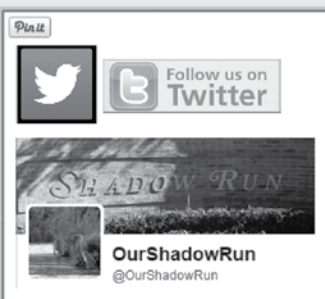 Pin it
t
Follow us on
Twitter
SHADOW RUN
OurShadowRun
@OurShadowRun